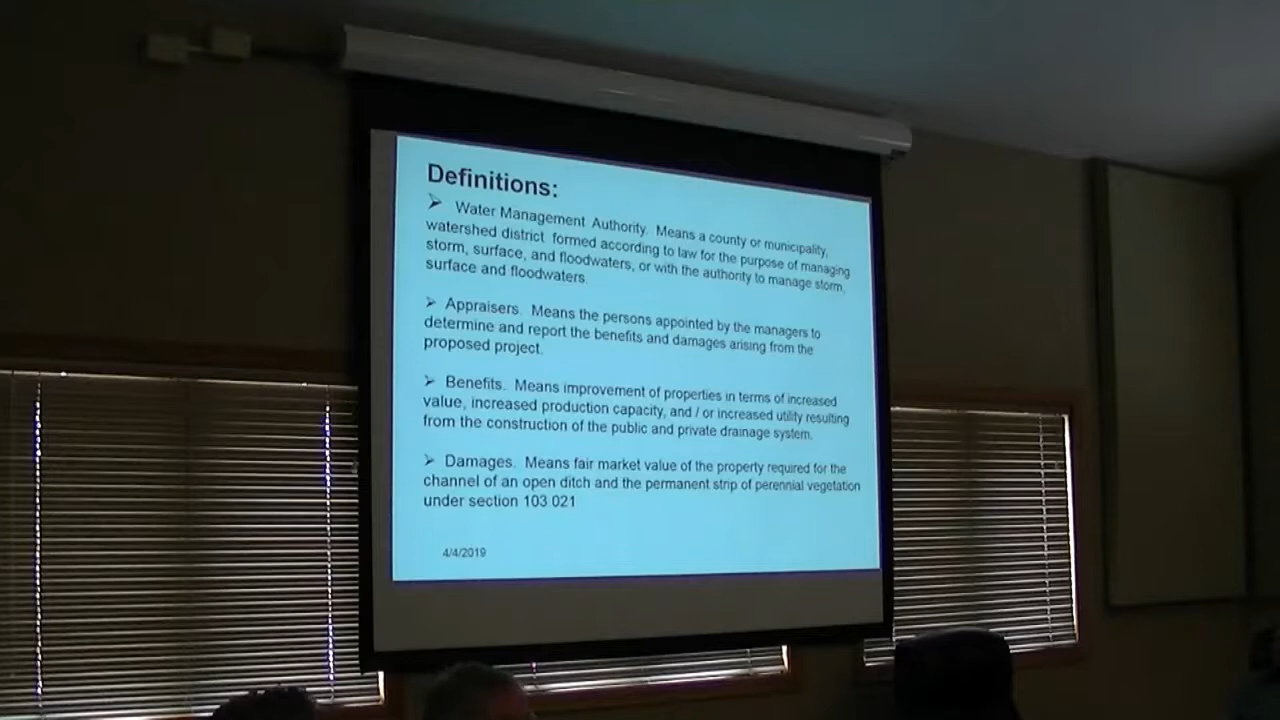 Definitions:
➢ Water Management Authority. Means a county or municipality,
watershed district formed according to law for the purpose of managing
storm, surface, and floodwaters, or with the authority to manage storm,
surface and floodwaters.
➢ Appraisers. Means the persons appointed by the managers to
determine and report the benefits and damages arising from the
proposed project.
➢ Benefits. Means improvement of properties in terms of increased
value, increased production capacity, and / or increased utility resulting
from the construction of the public and private drainage system.
➢ Damages. Means fair market value of the property required for the
channel of an open ditch and the permanent strip of perennial vegetation
under section 103 021
4/4/2019